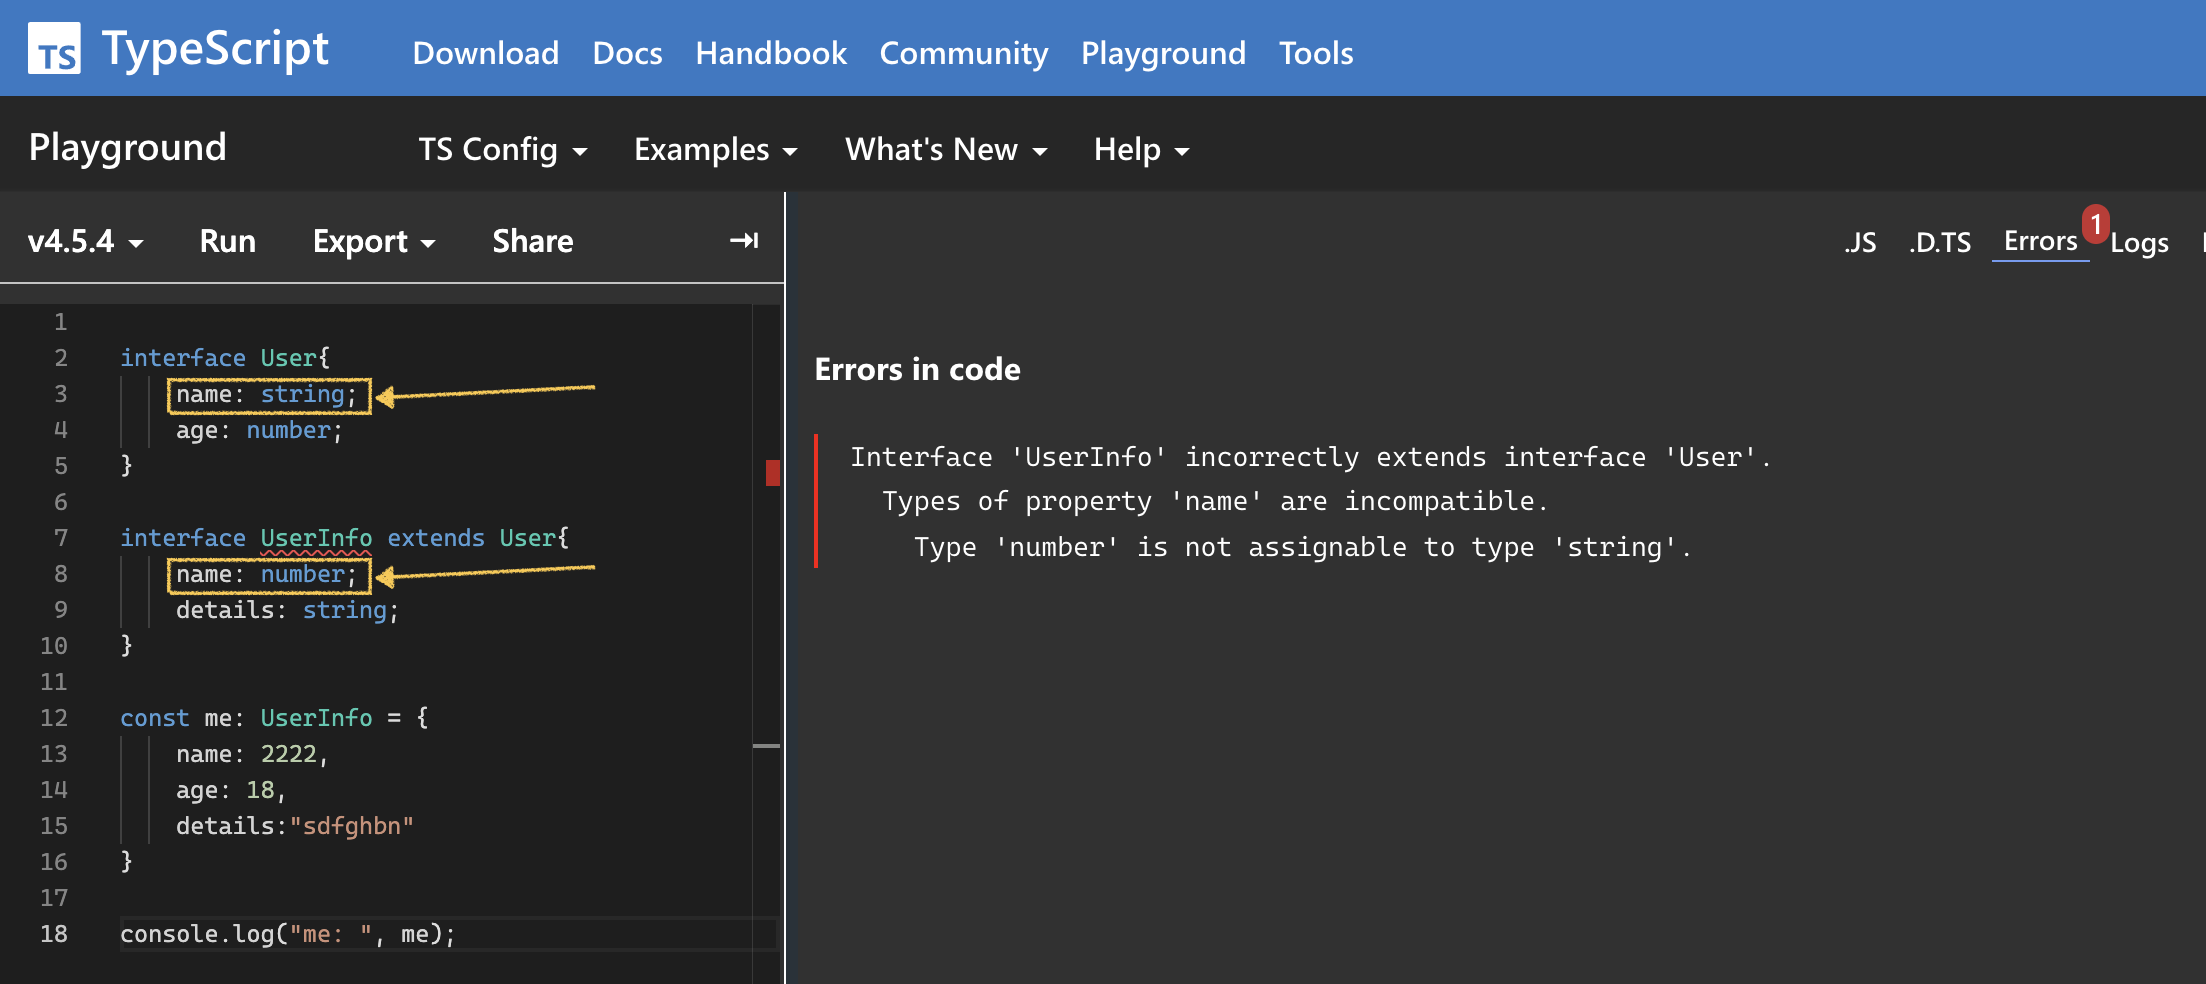 TS TypeScript Download Docs Handbook Community Playground Tools
Playground TS Config Examples What's New Help
v4.5.4 Run Export Share
.JS .D.TS Errors 1 Logs
1
2 interface User{
3 name: string;
4 age: number;
5 }
6
7 interface UserInfo extends User{
8 name: number;
9 details: string;
10 }
11
12 const me: UserInfo = {
13 name: 2222,
14 age: 18,
15 details:"sdfghbn"
16 }
17
18 console.log("me: ", me);
Errors in code
Interface 'UserInfo' incorrectly extends interface 'User'.
Types of property 'name' are incompatible.
Type 'number' is not assignable to type 'string'.